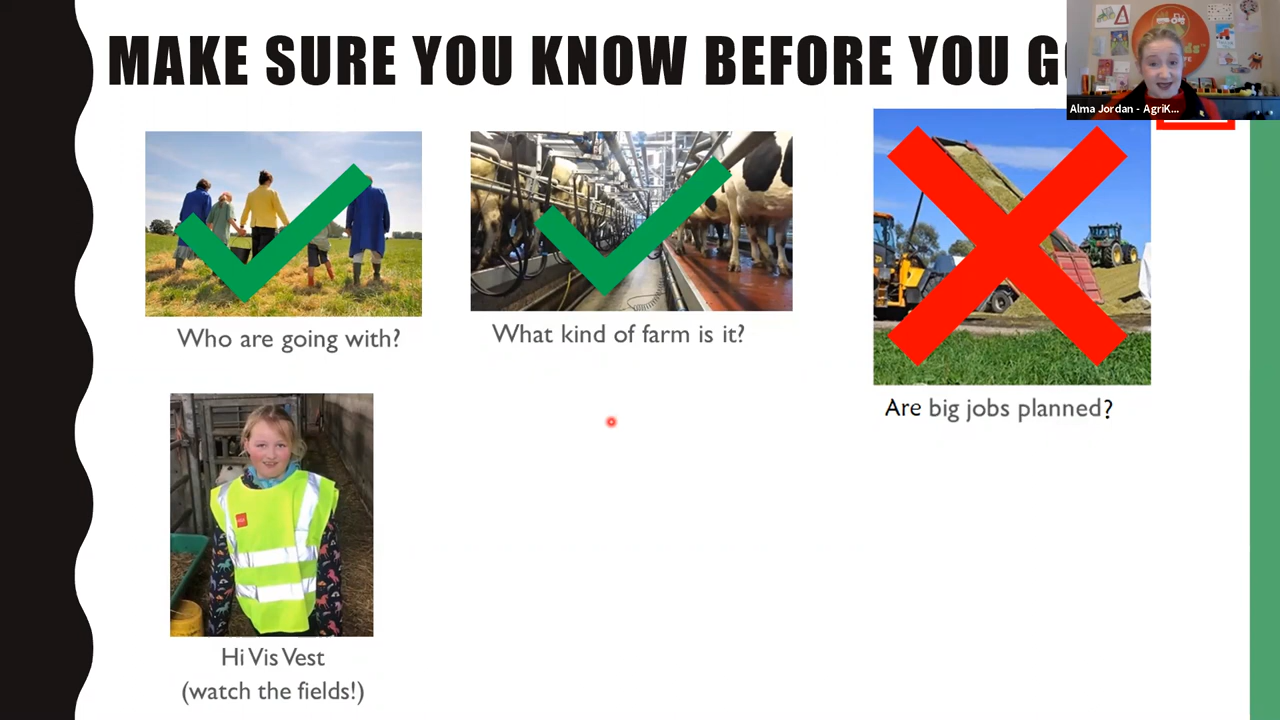 MAKE SURE YOU KNOW BEFORE YOU
Alma Jordan - AgriK...
Who are going with?
What kind of farm is it?
Are big jobs planned?
Hi Vis Vest
(watch the fields!)